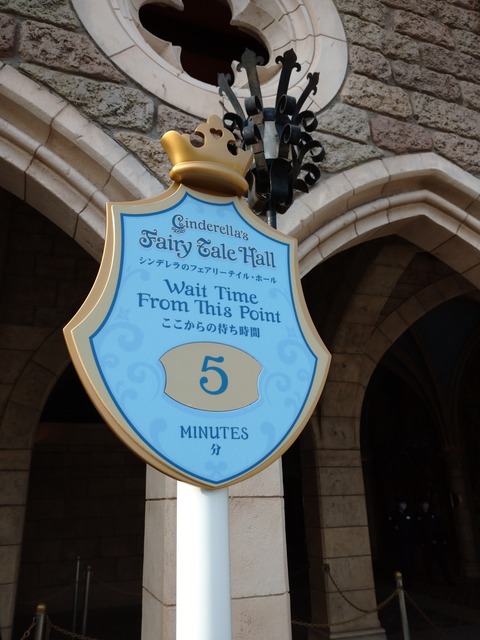 Cinderella's
Fairy Tale Hall
シンデレラのフェアリーテイル・ホール
Wait Time
From This Point
ここからの待ち時間
5
MINUTES
分